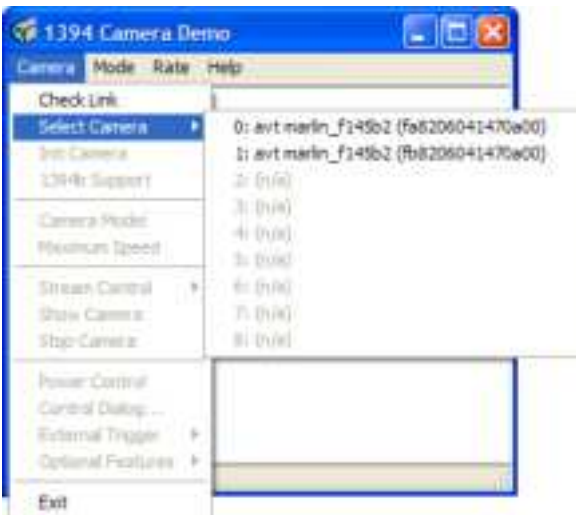 1394 Camera Demo
Camera Mode Rate Help
Check Link
Select Camera
Init Camera
1394b Support
Camera Model
Maximum Speed
Stream Control
Show Camera
Stop Camera
Power Control
Control Dialog...
External Trigger
Optional Features
Exit
0: avt marlin_f145b2 (fa8206041470a00)
1: avt marlin_f145b2 (fb8206041470a00)
2: (n/a)
3: (n/a)
4: (n/a)
5: (n/a)
6: (n/a)
7: (n/a)
8: (n/a)